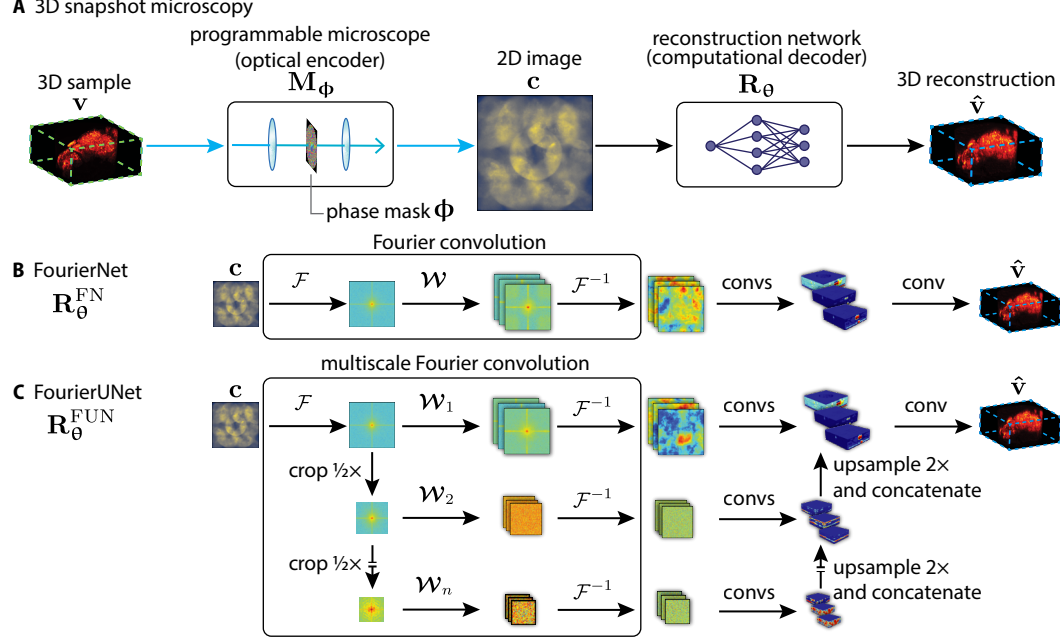 A 3D snapshot microscopy
programmable microscope
(optical encoder)
M_ϕ
reconstruction network
(computational decoder)
R_θ
3D sample
v
2D image
c
3D reconstruction
v̂
phase mask ϕ
Fourier convolution
B FourierNet
R_θ^FN
c
ℱ
𝒲
ℱ⁻¹
convs
conv
v̂
multiscale Fourier convolution
C FourierUNet
R_θ^FUN
c
ℱ
𝒲₁
ℱ⁻¹
convs
conv
v̂
crop ½×
upsample 2×
and concatenate
𝒲₂
ℱ⁻¹
convs
crop ½×
upsample 2×
and concatenate
𝒲ₙ
ℱ⁻¹
convs